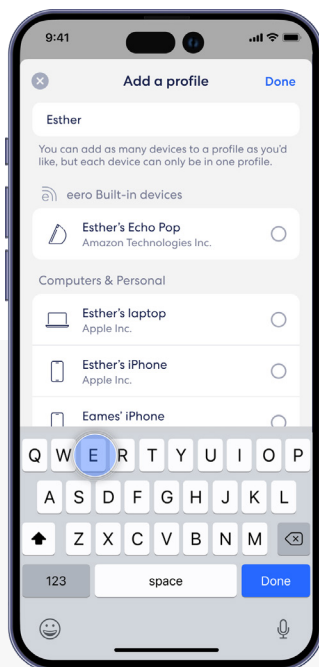 9:41
Add a profile
Done
Esther
You can add as many devices to a profile as you'd
like, but each device can only be in one profile.
eero Built-in devices
Esther's Echo Pop
Amazon Technologies Inc.
Computers & Personal
Esther's laptop
Apple Inc.
Esther's iPhone
Apple Inc.
Eames' iPhone
Q W E R T Y U I O P
A S D F G H J K L
Z X C V B N M
123 space Done